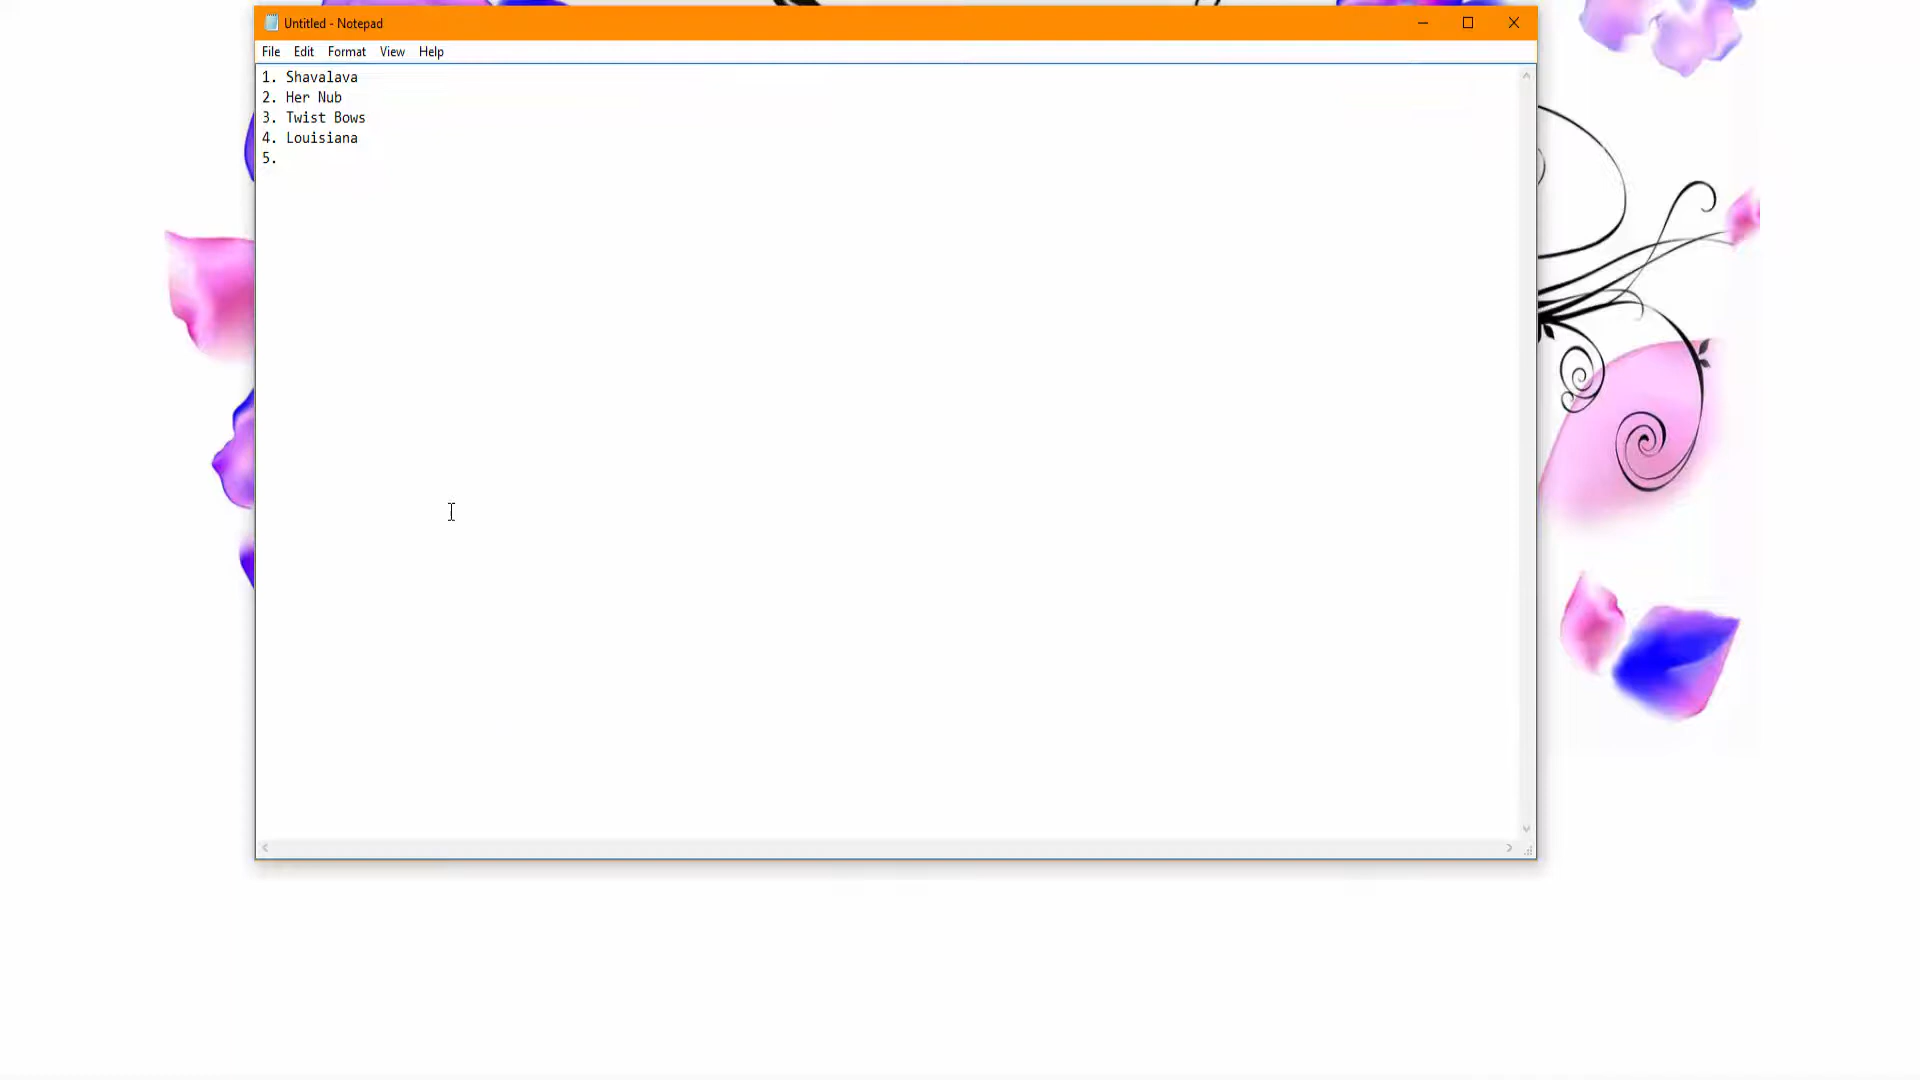 Untitled - Notepad
File Edit Format View Help
1. Shavalava
2. Her Nub
3. Twist Bows
4. Louisiana
5.